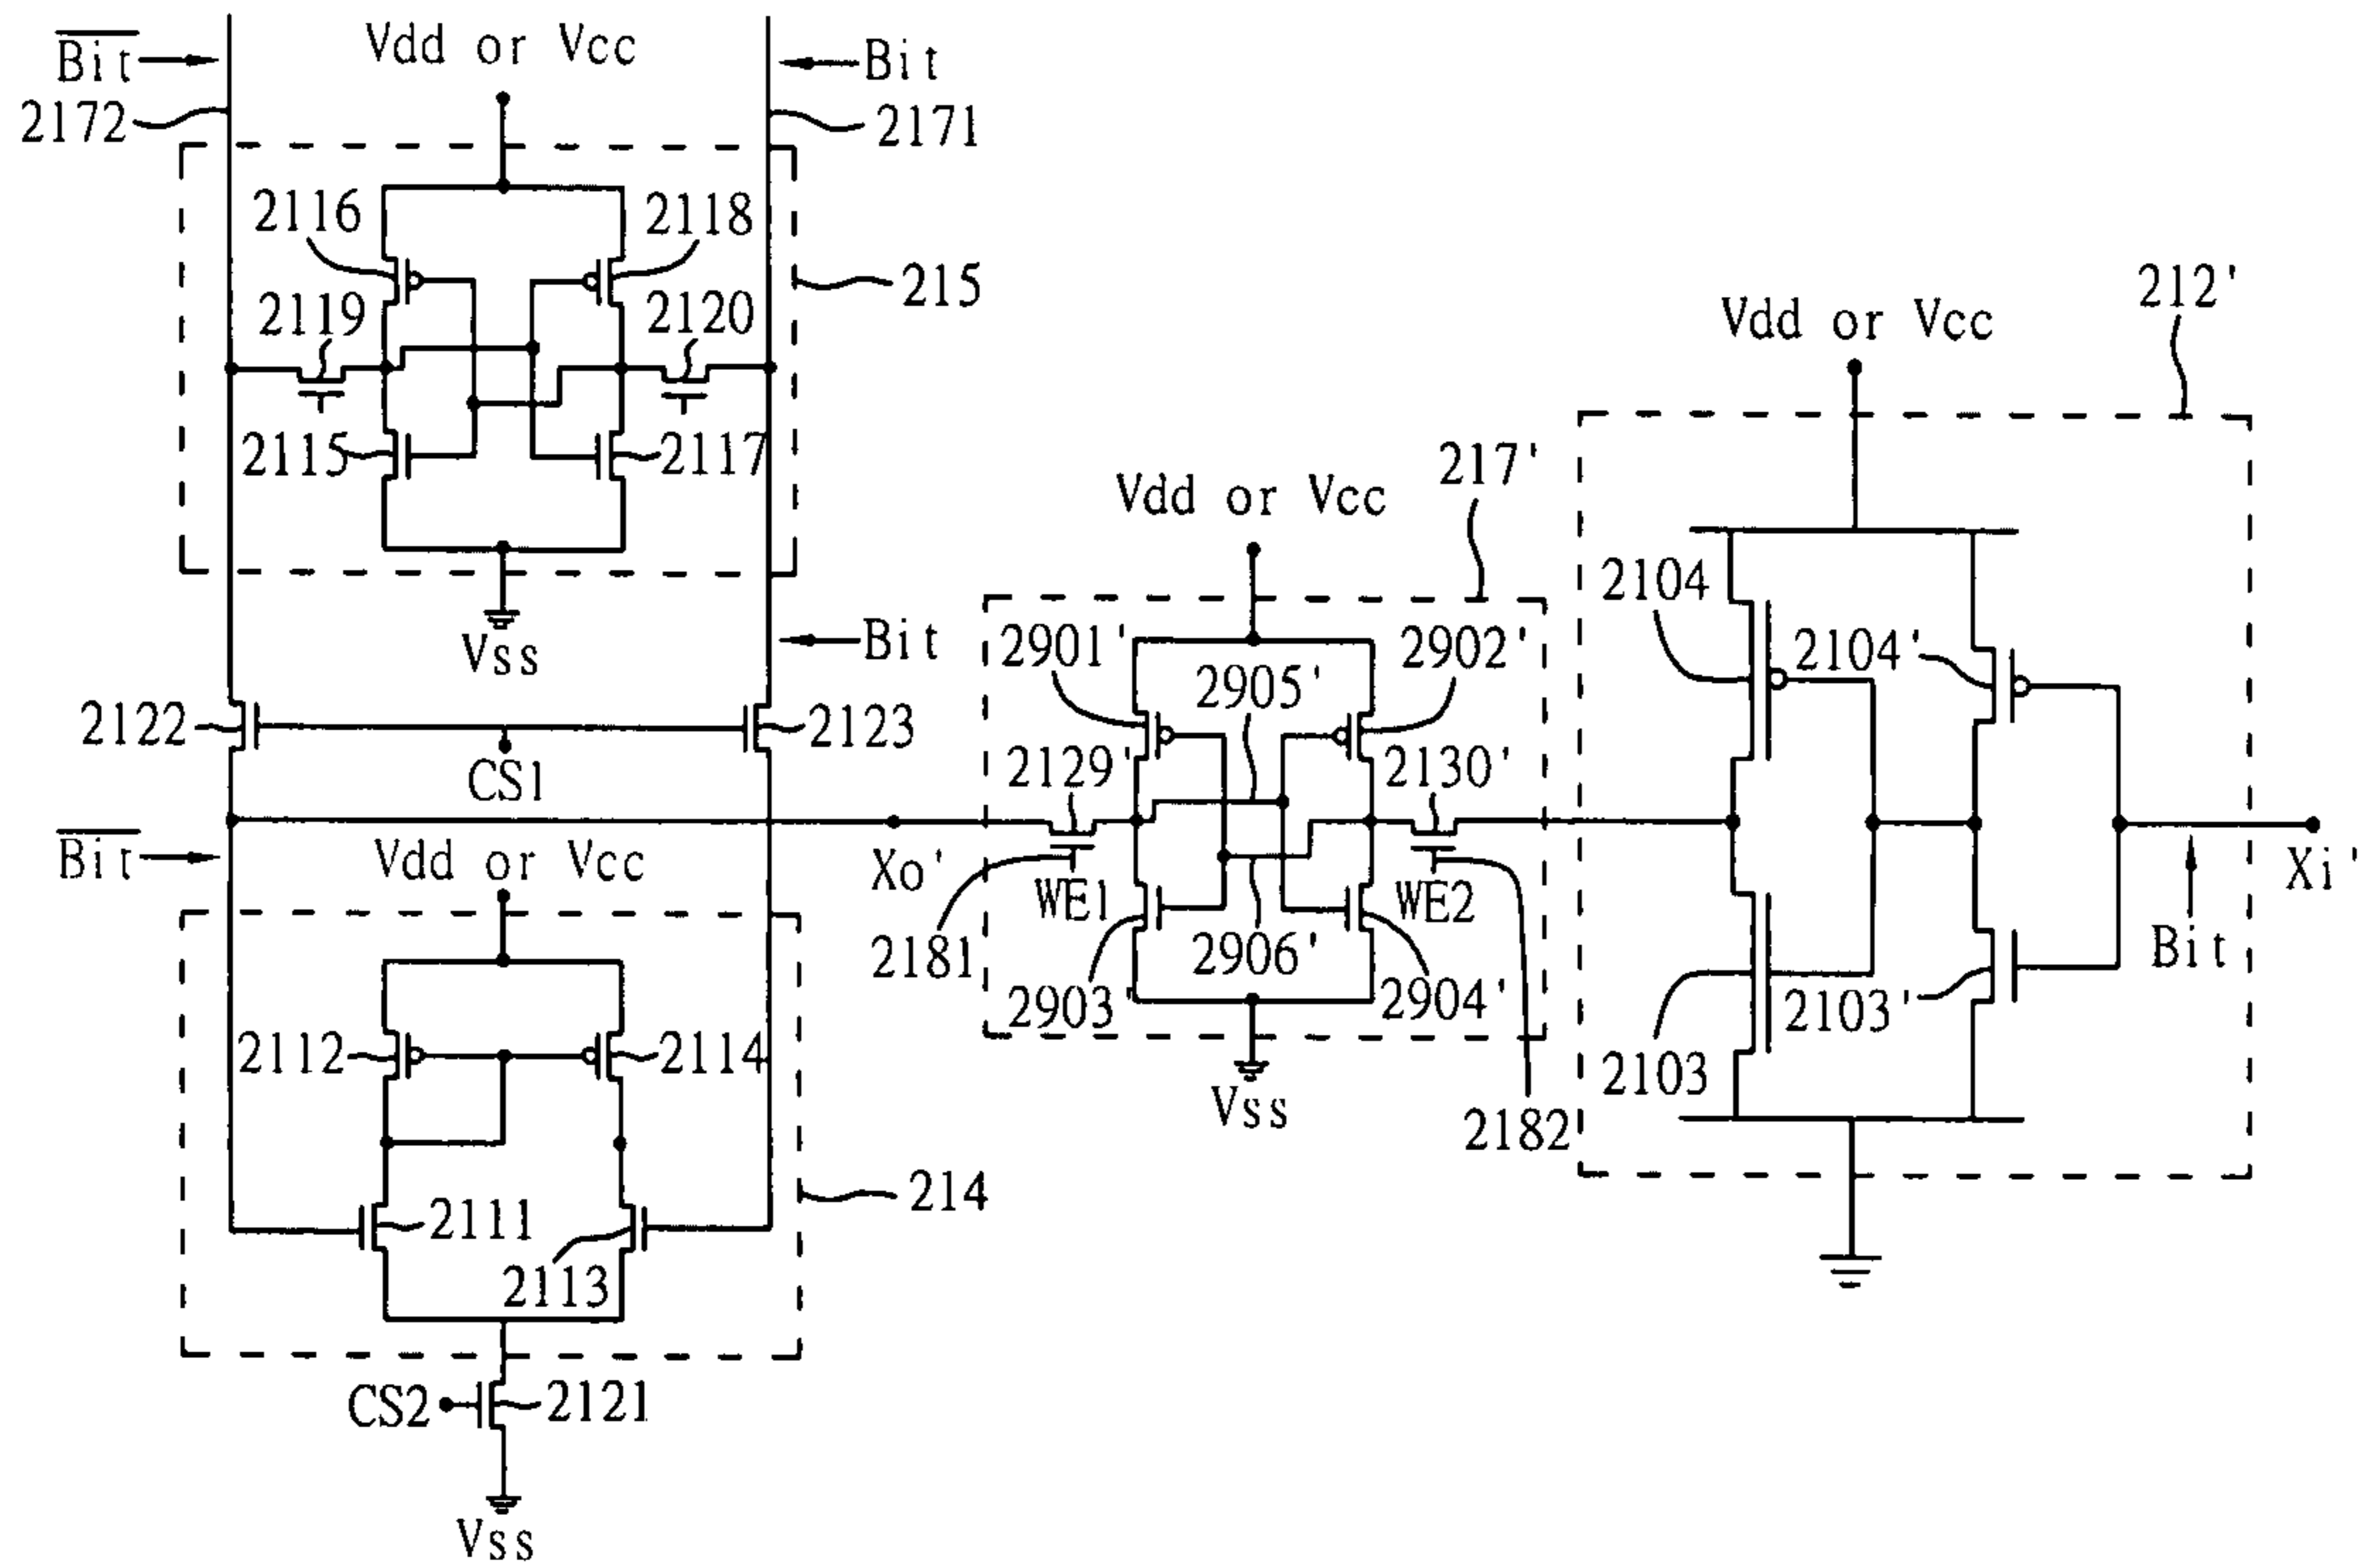 Bit
2172
Vdd or Vcc
Bit
2171
2116
2118
2119
2120
215
2115
2117
Vss
Bit
2122
2123
CS1
Bit
Vdd or Vcc
Xo'
2112
2114
2111
2113
214
CS2
2121
Vss
Vdd or Vcc
217'
2901'
2905'
2902'
2129'
2130'
WE1
WE2
2181
2906'
2903'
2904'
Vss
2182
Vdd or Vcc
212'
2104
2104'
2103'
2103
Bit
Xi'